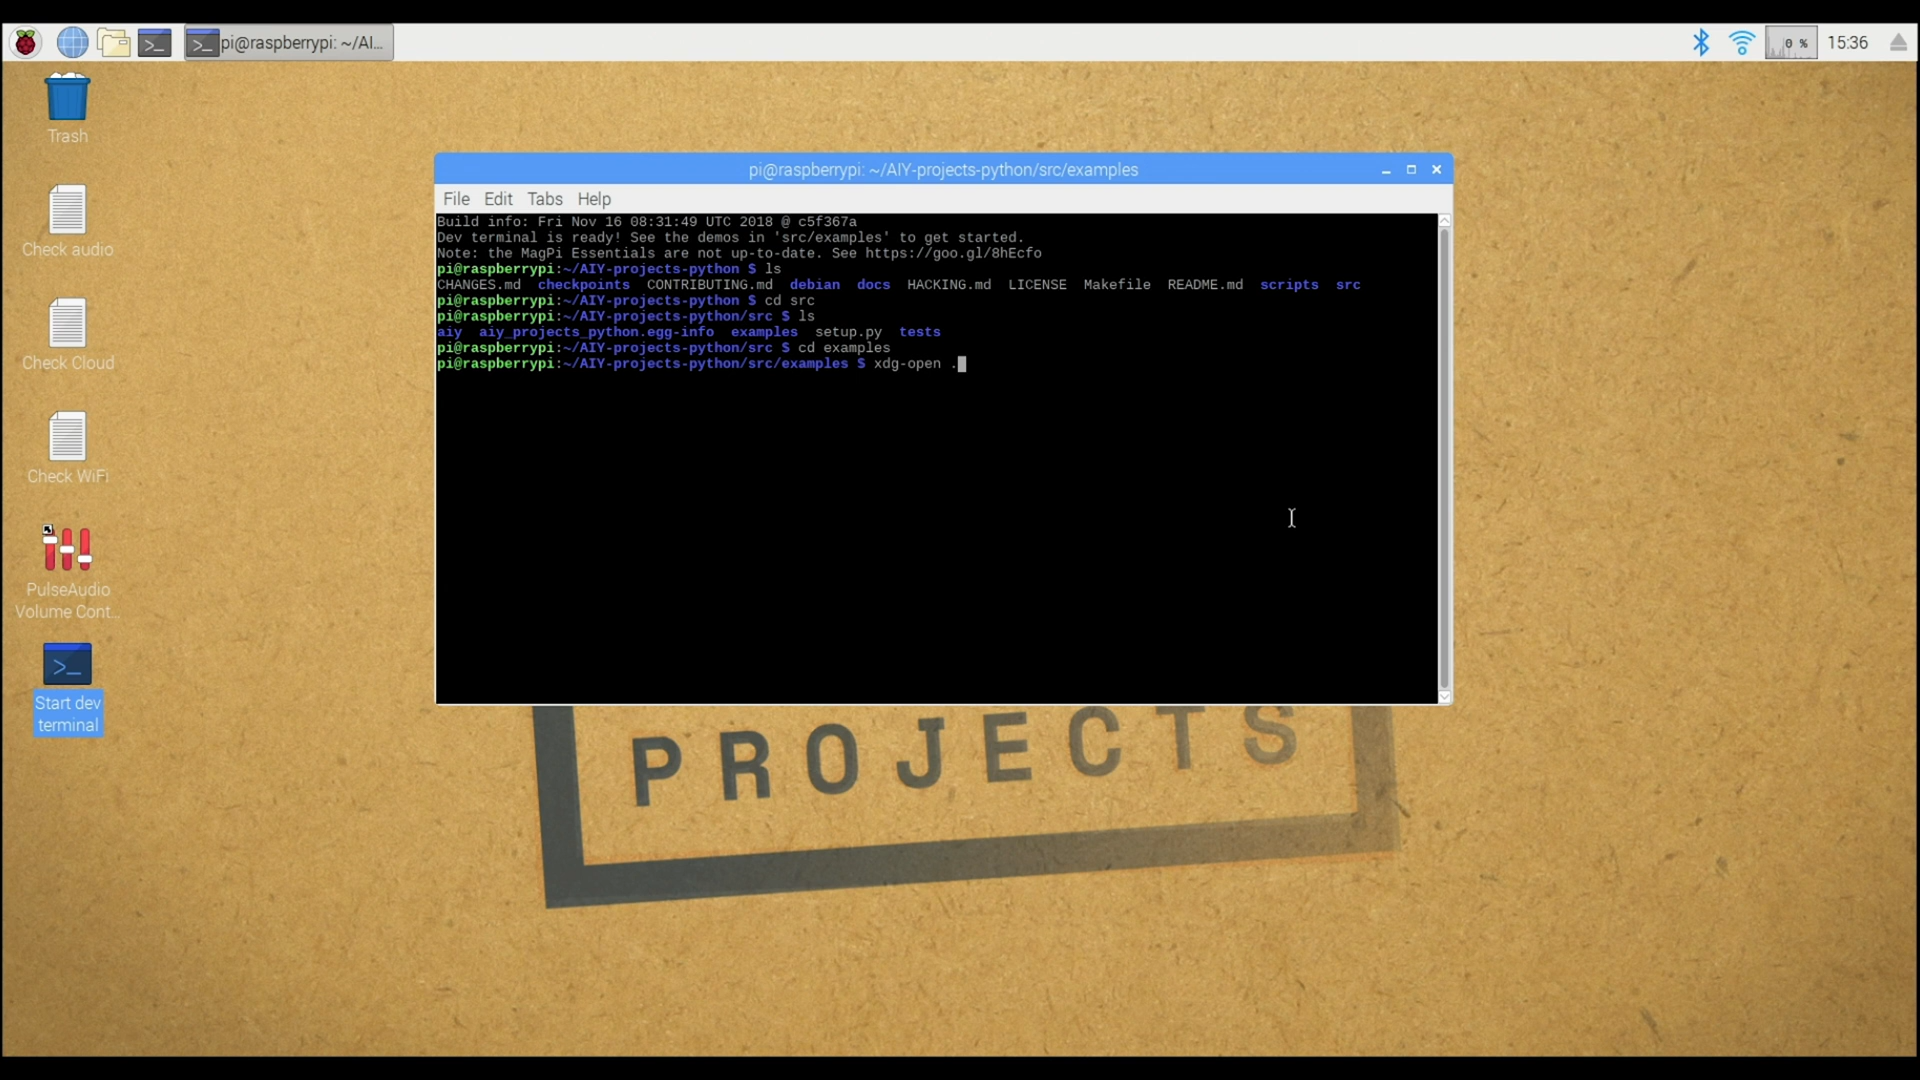 pi@raspberrypi: ~/AI...
0 %
15:36
Trash
Check audio
Check Cloud
Check WiFi
PulseAudio
Volume Cont...
>_
Start dev
terminal
pi@raspberrypi: ~/AIY-projects-python/src/examples
File Edit Tabs Help
Build info: Fri Nov 16 08:31:49 UTC 2018 @ c5f367a
Dev terminal is ready! See the demos in 'src/examples' to get started.
Note: the MagPi Essentials are not up-to-date. See https://goo.gl/8hEcfo
pi@raspberrypi:~/AIY-projects-python $ ls
CHANGES.md checkpoints CONTRIBUTING.md debian docs HACKING.md LICENSE Makefile README.md scripts src
pi@raspberrypi:~/AIY-projects-python $ cd src
pi@raspberrypi:~/AIY-projects-python/src $ ls
aiy aiy_projects_python.egg-info examples setup.py tests
pi@raspberrypi:~/AIY-projects-python/src $ cd examples
pi@raspberrypi:~/AIY-projects-python/src/examples $ xdg-open .
PROJECTS